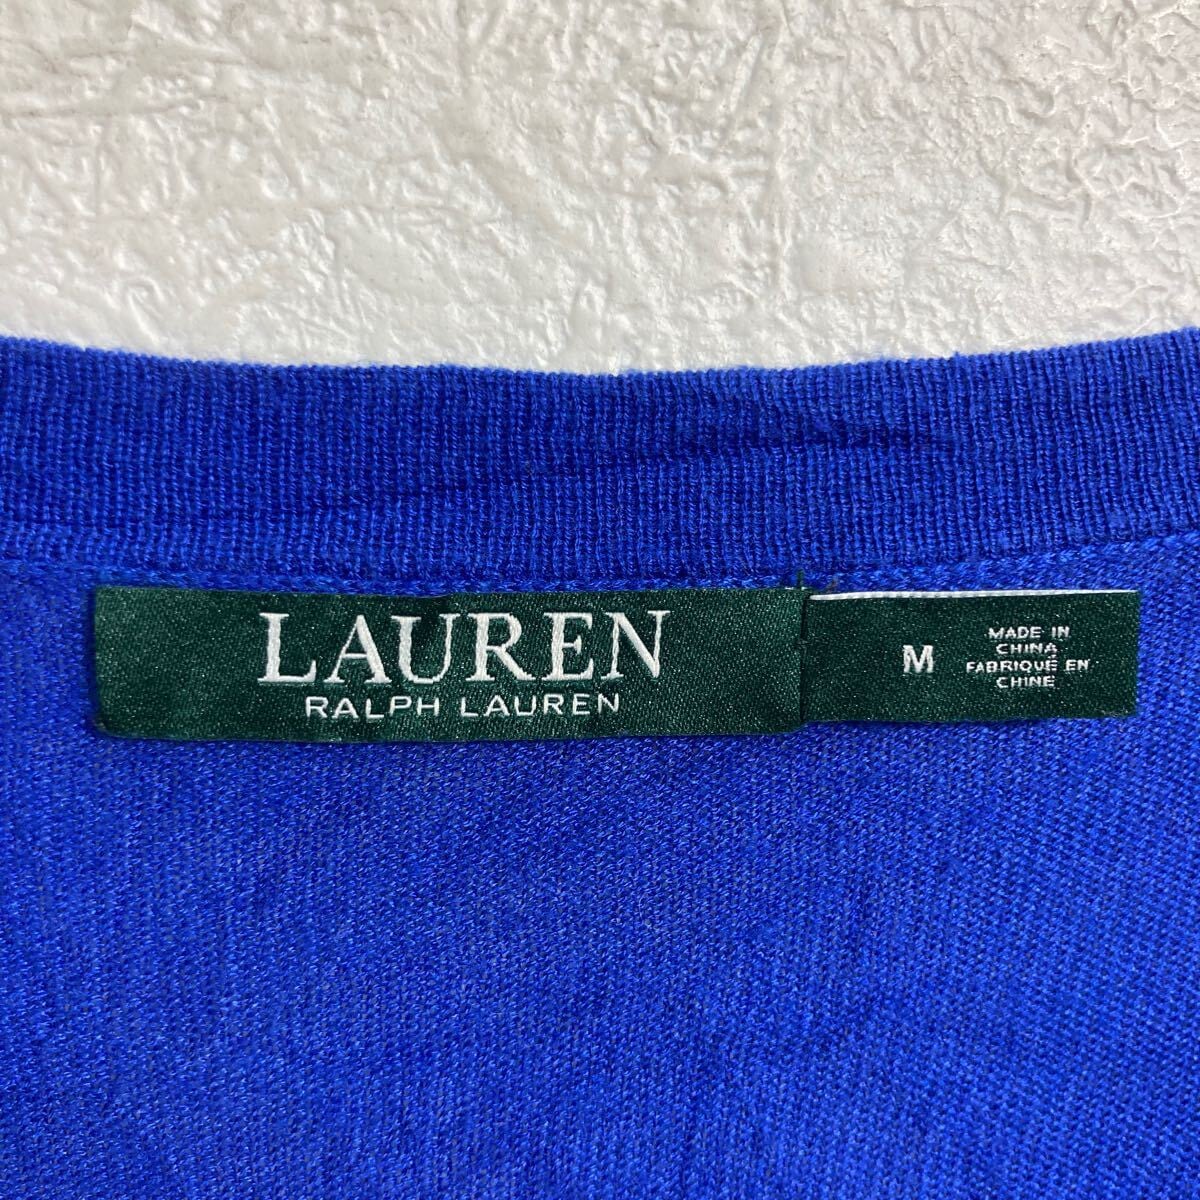 LAUREN
RALPH LAUREN
M
MADE IN
CHINA
FABRIQUÉ EN
CHINE